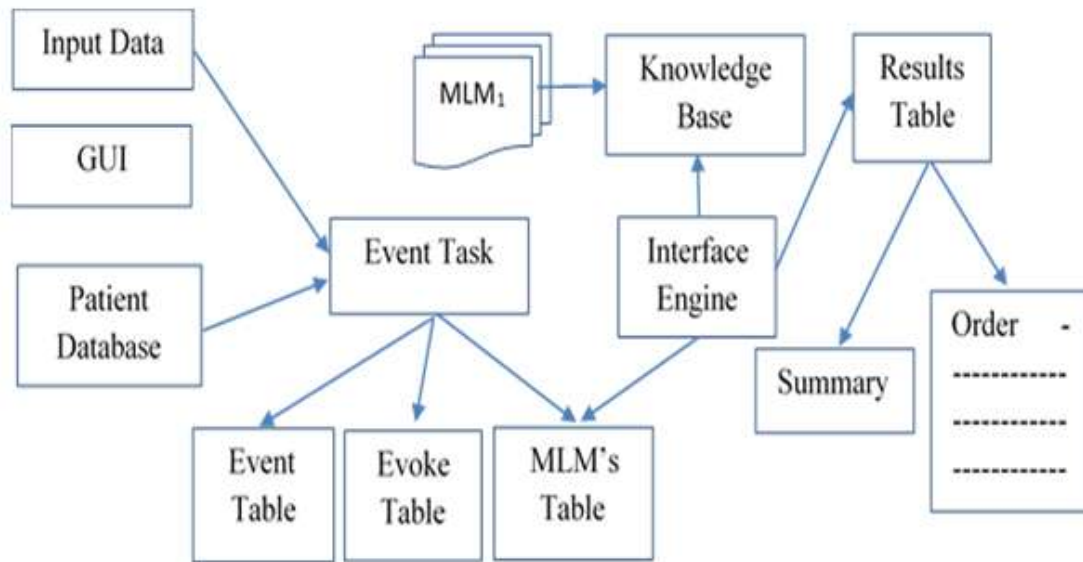 Input Data
GUI
Patient
Database
MLM₁
Knowledge
Base
Results
Table
Event Task
Interface
Engine
Summary
Order -
------------
------------
------------
Event
Table
Evoke
Table
MLM's
Table